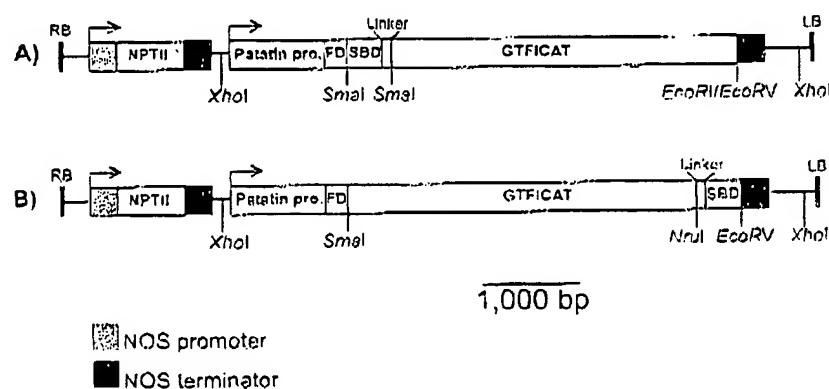 RB
Linker
LB
A)
NPTII
Patatin pro.
FD
SBD
GTFICAT
XhoI
SmaI
SmaI
EcoRI/EcoRV
XhoI
RB
Linker
LB
B)
NPTII
Patatin pro.
FD
GTFICAT
SBD
XhoI
SmaI
NruI
EcoRV
XhoI
1,000 bp
NOS promoter
NOS terminator